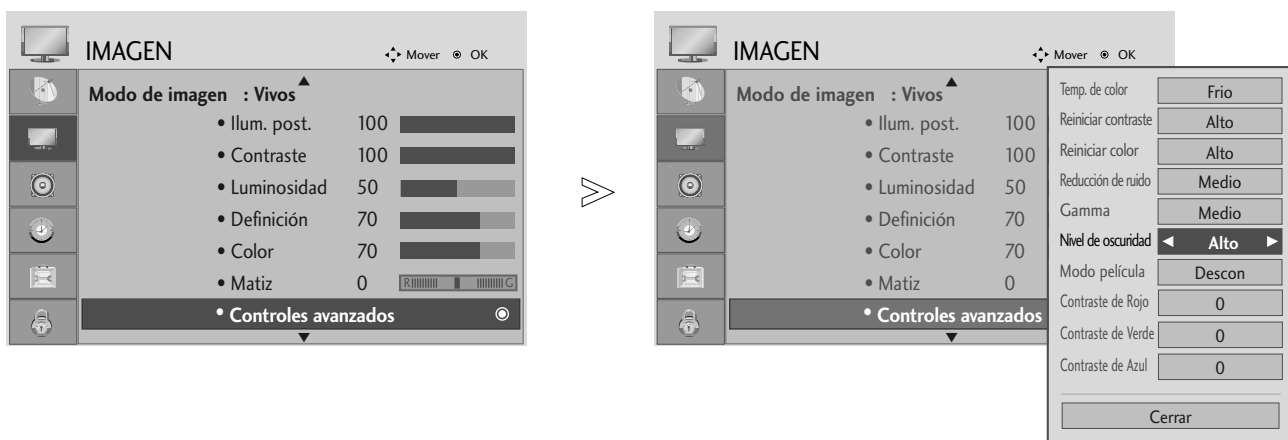 IMAGEN Mover OK
Modo de imagen : Vivos
• Ilum. post. 100
• Contraste 100
• Luminosidad 50
• Definición 70
• Color 70
• Matiz 0 R G
• Controles avanzados
IMAGEN Mover OK
Modo de imagen : Vivos
• Ilum. post. 100
• Contraste 100
• Luminosidad 50
• Definición 70
• Color 70
• Matiz 0
• Controles avanzados
Temp. de color Frio
Reiniciar contraste Alto
Reiniciar color Alto
Reducción de ruido Medio
Gamma Medio
Nivel de oscuridad Alto
Modo película Descon
Contraste de Rojo 0
Contraste de Verde 0
Contraste de Azul 0
Cerrar